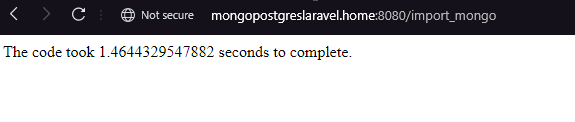 Not secure mongopostgreslaravel.home:8080/import_mongo
The code took 1.4644329547882 seconds to complete.